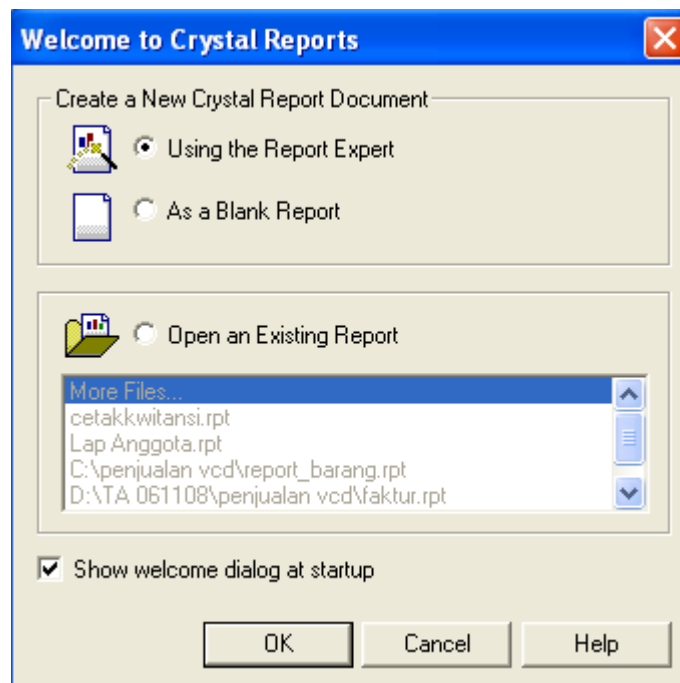 Welcome to Crystal Reports
Create a New Crystal Report Document
Using the Report Expert
As a Blank Report
Open an Existing Report
More Files...
cetakkwitansi.rpt
Lap Anggota.rpt
C:\penjualan vcd\report_barang.rpt
D:\TA 061108\penjualan vcd\faktur.rpt
Show welcome dialog at startup
OK Cancel Help